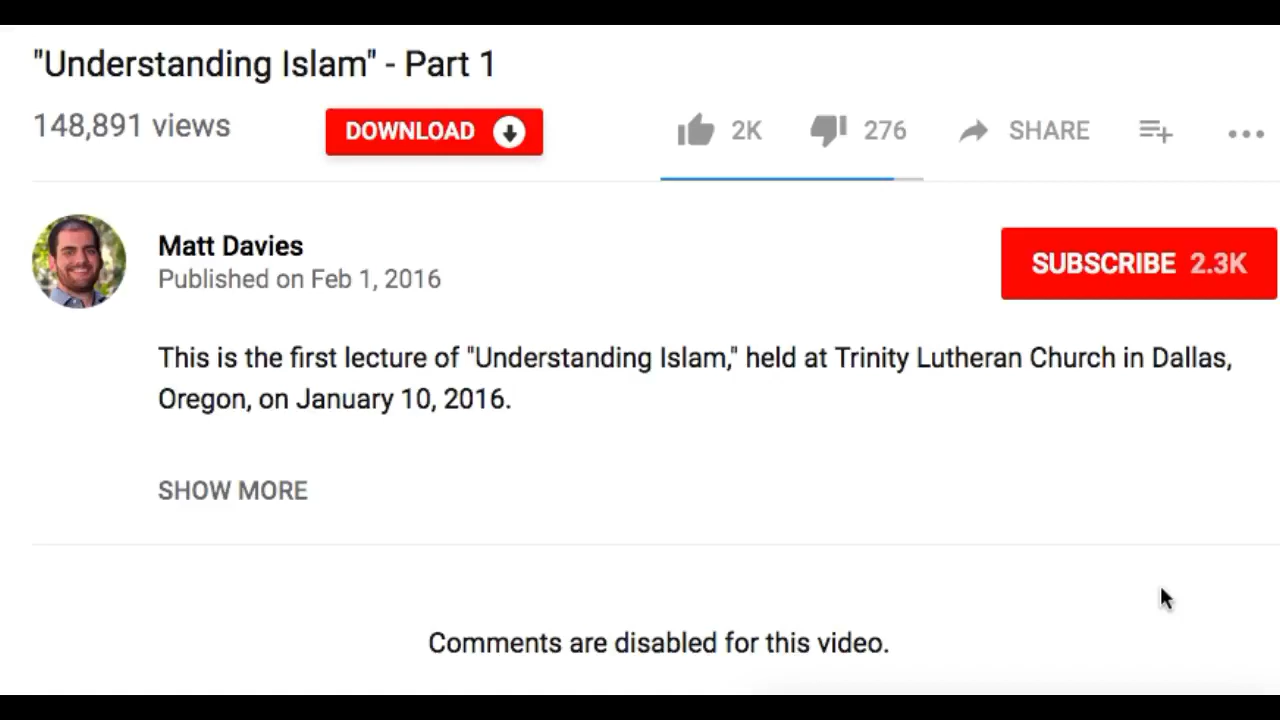 "Understanding Islam" - Part 1
148,891 views
DOWNLOAD
2K
276
SHARE
Matt Davies
Published on Feb 1, 2016
SUBSCRIBE 2.3K
This is the first lecture of "Understanding Islam," held at Trinity Lutheran Church in Dallas,
Oregon, on January 10, 2016.
SHOW MORE
Comments are disabled for this video.